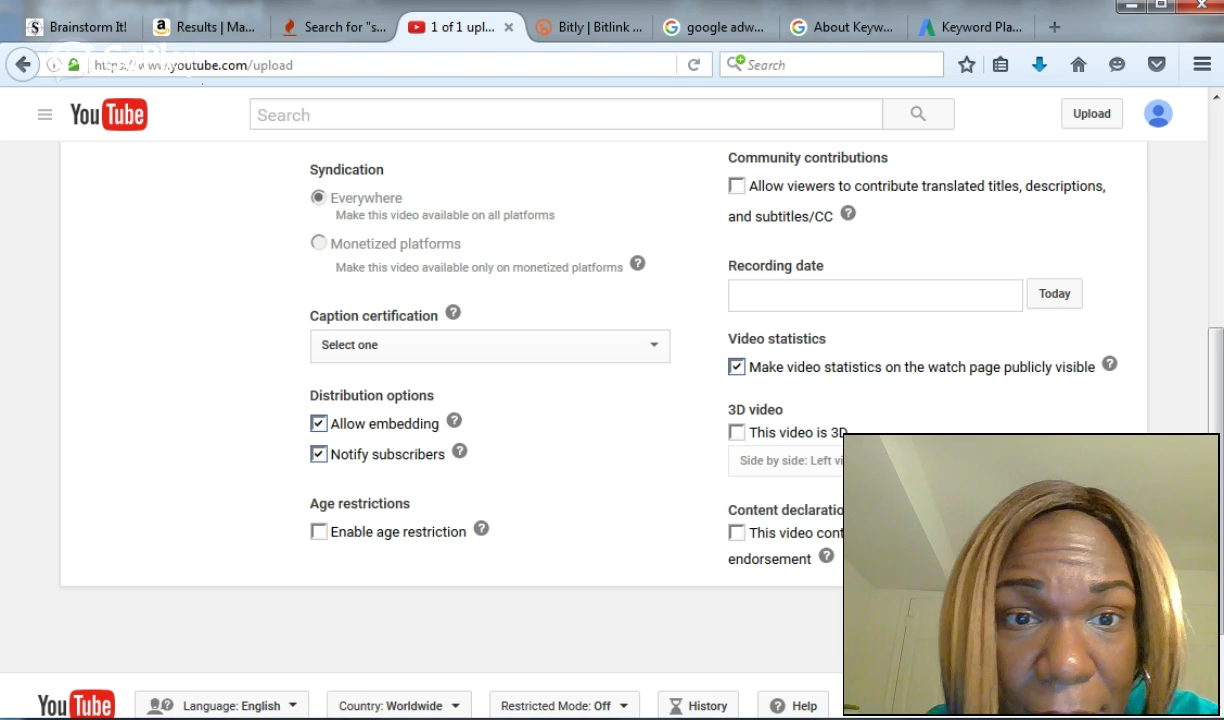 Brainstorm It!
Results | Ma...
Search for "s...
1 of 1 upl...
Bitly | Bitlink ...
google adw...
About Keyw...
Keyword Pla...
https://www.youtube.com/upload
Search
YouTube
Search
Upload
Syndication
Everywhere
Make this video available on all platforms
Monetized platforms
Make this video available only on monetized platforms
Caption certification
Select one
Distribution options
Allow embedding
Notify subscribers
Age restrictions
Enable age restriction
Community contributions
Allow viewers to contribute translated titles, descriptions,
and subtitles/CC
Recording date
Today
Video statistics
Make video statistics on the watch page publicly visible
3D video
This video is 3D
Side by side: Left vi
Content declaratio
This video cont
endorsement
YouTube
Language: English
Country: Worldwide
Restricted Mode: Off
History
Help